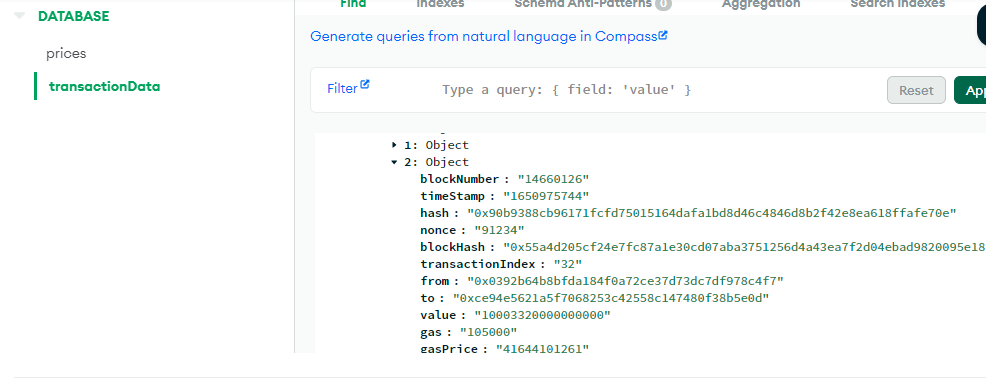 DATABASE
prices
transactionData
Find Indexes Schema Anti-Patterns 0 Aggregation Search Indexes
Generate queries from natural language in Compass
Filter Type a query: { field: 'value' } Reset App
1: Object
2: Object
blockNumber : "14660126"
timeStamp : "1650975744"
hash : "0x90b9388cb96171fcfd75015164dafa1bd8d46c4846d8b2f42e8ea618ffafe70e"
nonce : "91234"
blockHash : "0x55a4d205cf24e7fc87a1e30cd07aba3751256d4a43ea7f2d04ebad9820095e18
transactionIndex : "32"
from : "0x0392b64b8bfda184f0a72ce37d73dc7df978c4f7"
to : "0xce94e5621a5f7068253c42558c147480f38b5e0d"
value : "10003320000000000"
gas : "105000"
gasPrice : "41644101261"